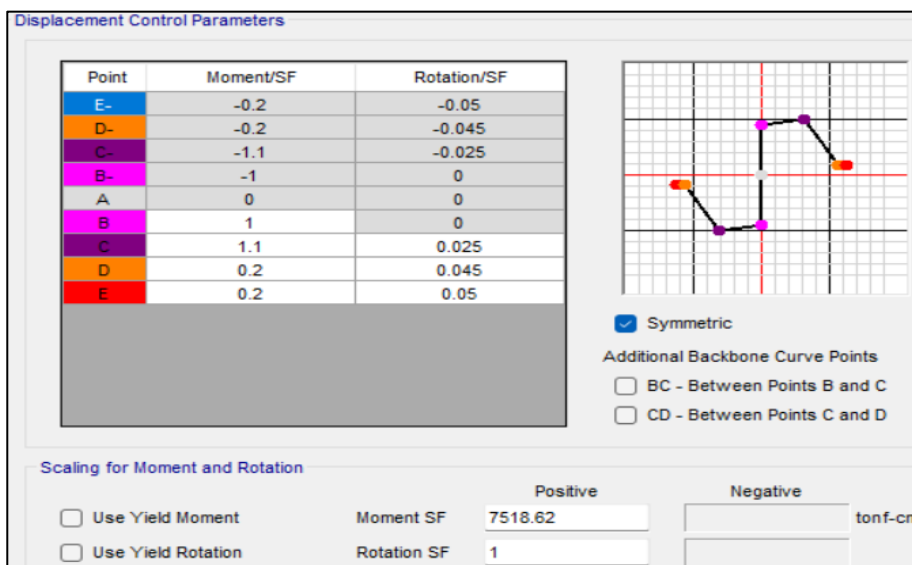 Displacement Control Parameters
Point Moment/SF Rotation/SF
E- -0.2 -0.05
D- -0.2 -0.045
C- -1.1 -0.025
B- -1 0
A 0 0
B 1 0
C 1.1 0.025
D 0.2 0.045
E 0.2 0.05
Symmetric
Additional Backbone Curve Points
BC - Between Points B and C
CD - Between Points C and D
Scaling for Moment and Rotation
Positive Negative
Use Yield Moment Moment SF 7518.62 tonf-cm
Use Yield Rotation Rotation SF 1